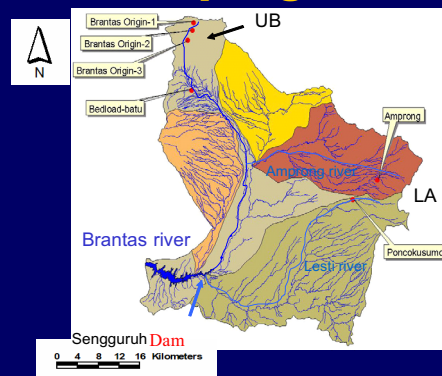 Brantas Origin-1
UB
Brantas Origin-2
N
Brantas Origin-3
Bedload-batu
Amprong
Amprong river
LA
Brantas river
Poncokusumo
Lesti river
Sengguruh Dam
0 4 8 12 16 Kilometers